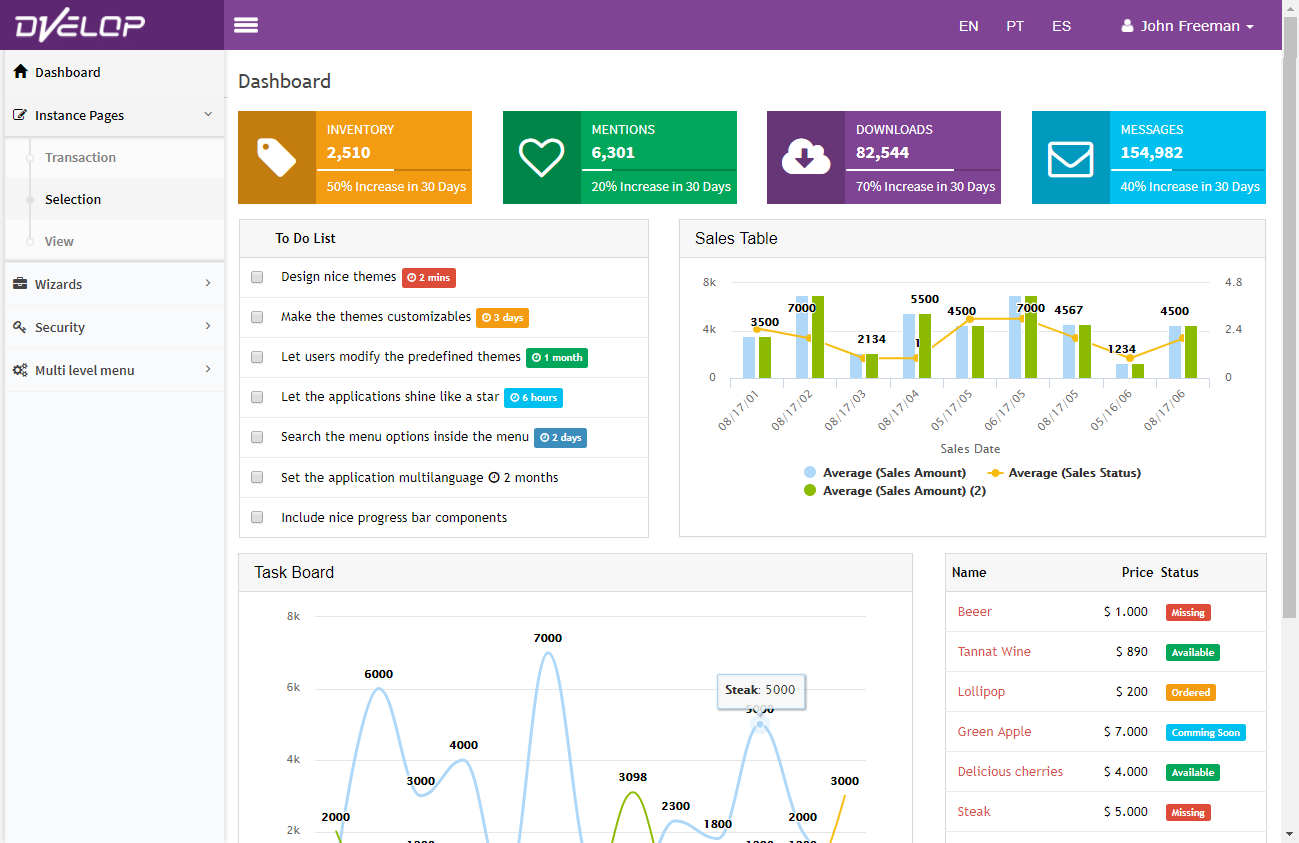 DVELOP
EN PT ES John Freeman
Dashboard
Instance Pages
Transaction
Selection
View
Wizards
Security
Multi level menu
Dashboard
INVENTORY
2,510
50% Increase in 30 Days
MENTIONS
6,301
20% Increase in 30 Days
DOWNLOADS
82,544
70% Increase in 30 Days
MESSAGES
154,982
40% Increase in 30 Days
To Do List
Design nice themes 2 mins
Make the themes customizables 3 days
Let users modify the predefined themes 1 month
Let the applications shine like a star 6 hours
Search the menu options inside the menu 2 days
Set the application multilanguage 2 months
Include nice progress bar components
Sales Table
8k 4.8
5500
7000 7000
4500 4567 4500
3500
4k 2.4
2134
1234
0 0
08/17/01 08/17/02 08/17/03 08/17/04 05/17/05 06/17/05 08/17/05 05/16/06 08/17/06
Sales Date
Average (Sales Amount) Average (Sales Status)
Average (Sales Amount) (2)
Task Board
8k
7000
6000
6k
Steak: 5000
5000
4000
4k
3000 3098 3000
2300
2000 1800 2000
2k
Name Price Status
Beeer $ 1.000 Missing
Tannat Wine $ 890 Available
Lollipop $ 200 Ordered
Green Apple $ 7.000 Comming Soon
Delicious cherries $ 4.000 Available
Steak $ 5.000 Missing